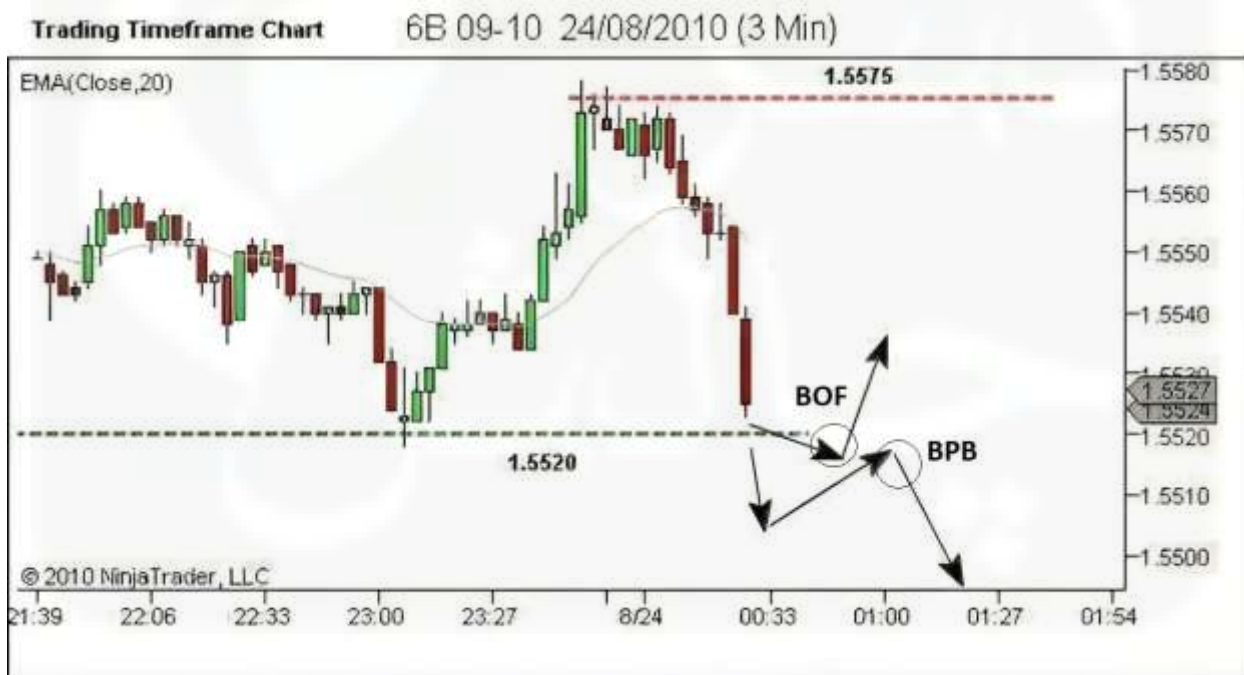 Trading Timeframe Chart 6B 09-10 24/08/2010 (3 Min)
EMA(Close,20)
1.5575
1.5580
1.5570
1.5560
1.5550
1.5540
1.5530
1.5527
1.5524
BOF
1.5520
BPB
1.5520
1.5510
1.5500
© 2010 NinjaTrader, LLC
21:39 22:06 22:33 23:00 23:27 8/24 00:33 01:00 01:27 01:54